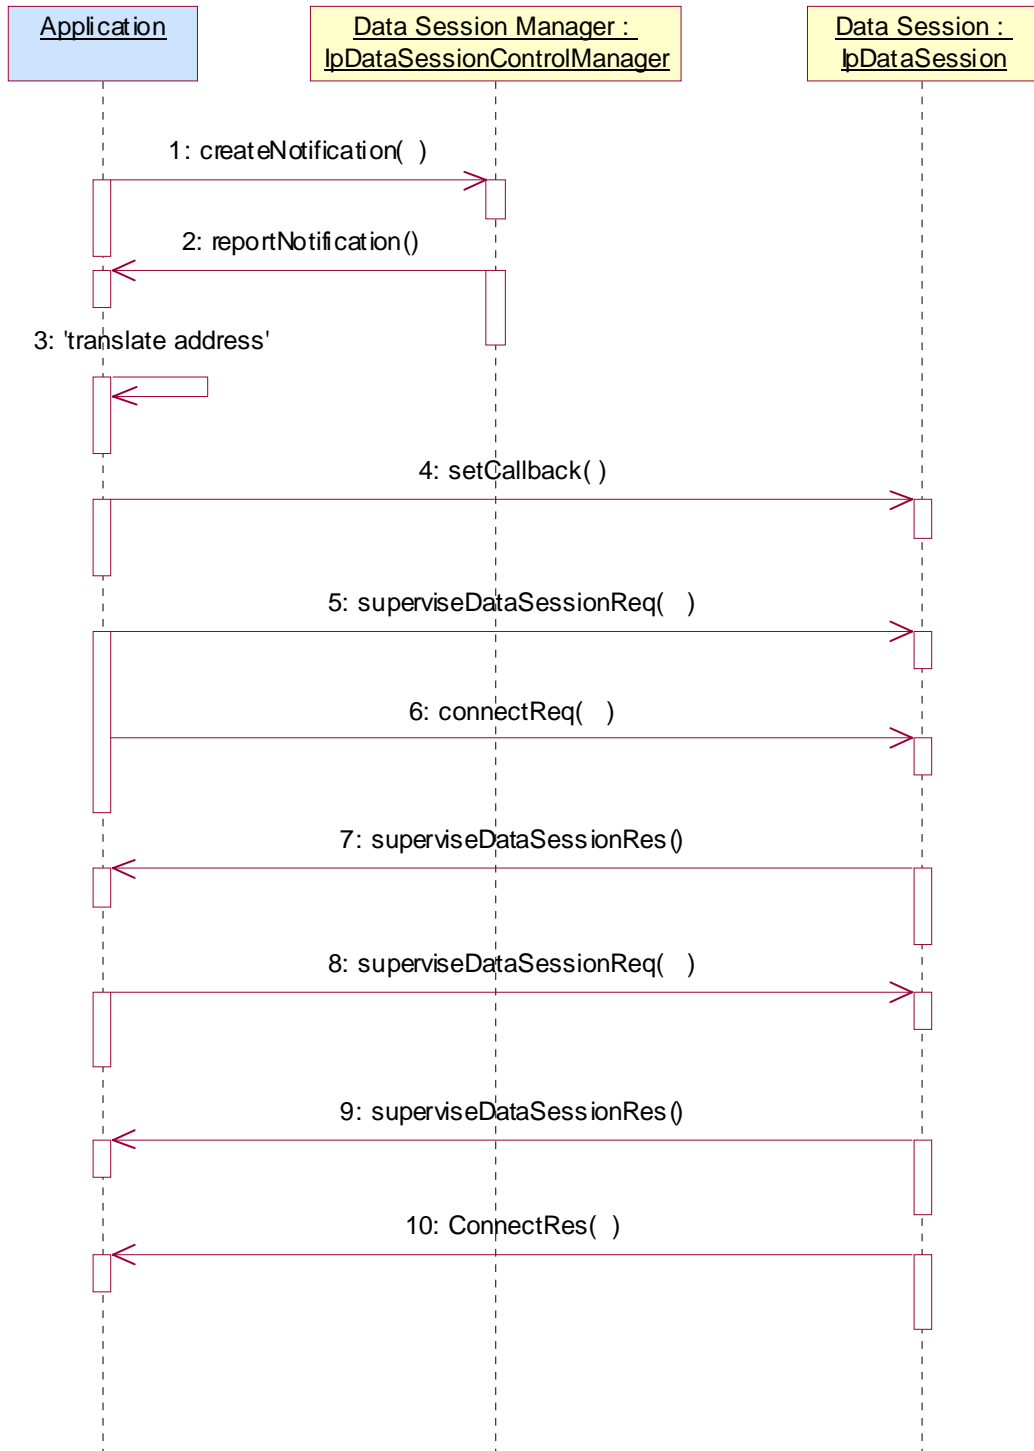 Application
Data Session Manager :
IpDataSessionControlManager
Data Session :
IpDataSession
1: createNotification(  )
2: reportNotification()
3: 'translate address'
4: setCallback( )
5: superviseDataSessionReq(   )
6: connectReq(   )
7: superviseDataSessionRes()
8: superviseDataSessionReq(   )
9: superviseDataSessionRes()
10: ConnectRes(  )